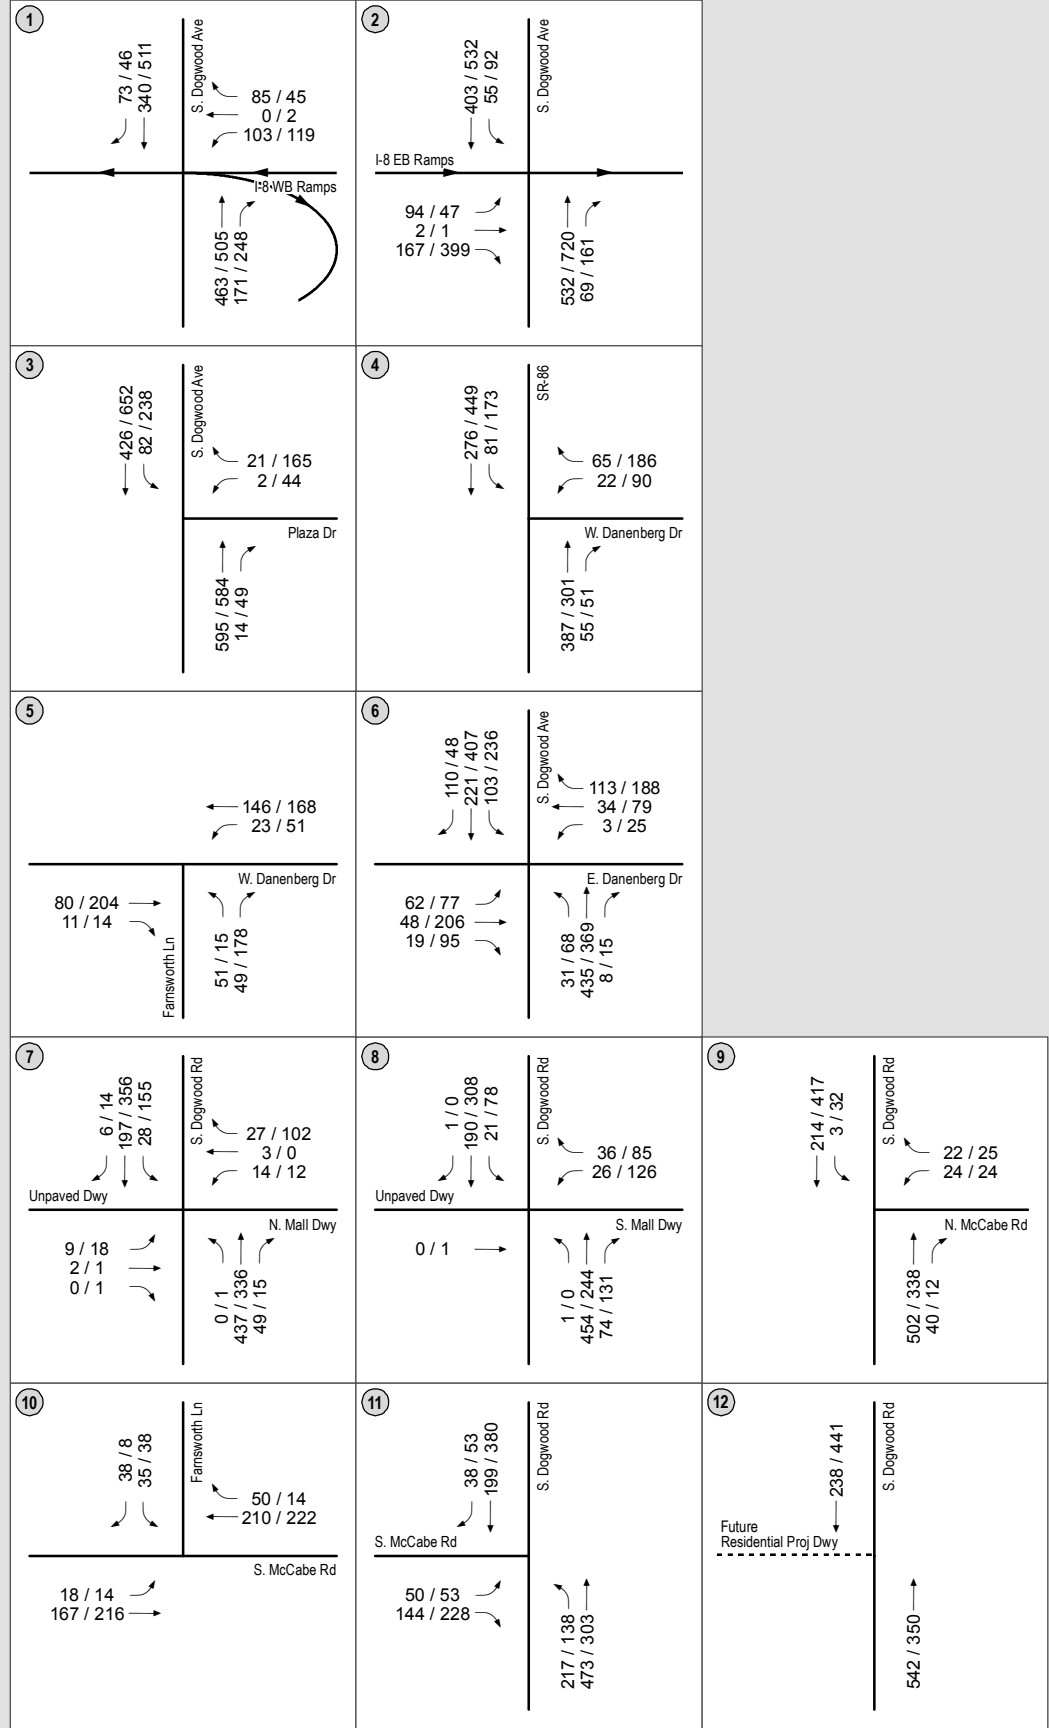 1
73 / 46
340 / 511
S. Dogwood Ave
85 / 45
0 / 2
103 / 119
I-8 WB Ramps
463 / 505
171 / 248
2
403 / 532
55 / 92
S. Dogwood Ave
I-8 EB Ramps
94 / 47
2 / 1
167 / 399
532 / 720
69 / 161
3
426 / 652
82 / 238
S. Dogwood Ave
21 / 165
2 / 44
Plaza Dr
595 / 584
14 / 49
4
276 / 449
81 / 173
SR-86
65 / 186
22 / 90
W. Danenberg Dr
387 / 301
55 / 51
5
146 / 168
23 / 51
W. Danenberg Dr
80 / 204
11 / 14
Farnsworth Ln
51 / 15
49 / 178
6
110 / 48
221 / 407
103 / 236
S. Dogwood Ave
113 / 188
34 / 79
3 / 25
E. Danenberg Dr
62 / 77
48 / 206
19 / 95
31 / 68
435 / 369
8 / 15
7
6 / 14
197 / 356
28 / 155
S. Dogwood Rd
27 / 102
3 / 0
14 / 12
Unpaved Dwy
N. Mall Dwy
9 / 18
2 / 1
0 / 1
0 / 1
437 / 336
49 / 15
8
1 / 0
190 / 308
21 / 78
S. Dogwood Rd
36 / 85
26 / 126
Unpaved Dwy
S. Mall Dwy
0 / 1
1 / 0
454 / 244
74 / 131
9
214 / 417
3 / 32
S. Dogwood Rd
22 / 25
24 / 24
N. McCabe Rd
502 / 338
40 / 12
10
38 / 8
35 / 38
Farnsworth Ln
50 / 14
210 / 222
S. McCabe Rd
18 / 14
167 / 216
11
38 / 53
199 / 380
S. Dogwood Rd
S. McCabe Rd
50 / 53
144 / 228
217 / 138
473 / 303
12
238 / 441
S. Dogwood Rd
Future
Residential Proj Dwy
542 / 350